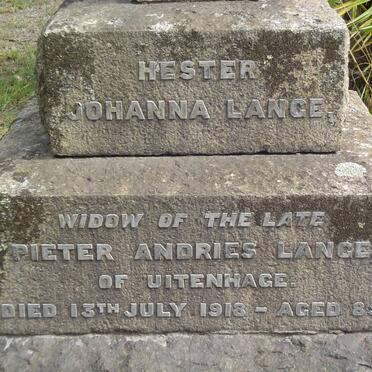 HESTER
JOHANNA LANGE,
WIDOW OF THE LATE
PIETER ANDRIES LANGE
OF UITENHAGE.
DIED 13TH JULY 1918 - AGED